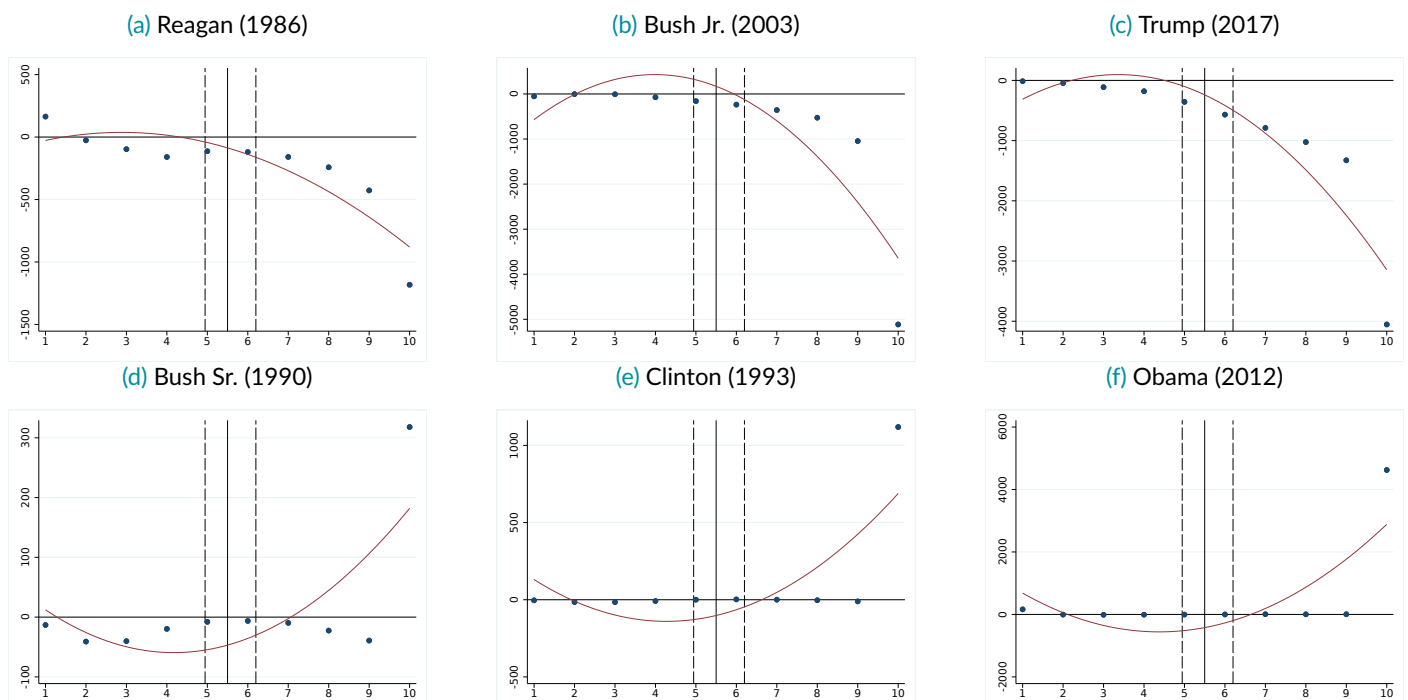 (a) Reagan (1986)
(b) Bush Jr. (2003)
(c) Trump (2017)
500
0
-500
-1000
-1500
1 2 3 4 5 6 7 8 9 10
0
-1000
-2000
-3000
-4000
-5000
1 2 3 4 5 6 7 8 9 10
0
-1000
-2000
-3000
-4000
1 2 3 4 5 6 7 8 9 10
(d) Bush Sr. (1990)
(e) Clinton (1993)
(f) Obama (2012)
300
200
100
0
-100
1 2 3 4 5 6 7 8 9 10
1000
500
0
-500
1 2 3 4 5 6 7 8 9 10
6000
4000
2000
0
-2000
1 2 3 4 5 6 7 8 9 10